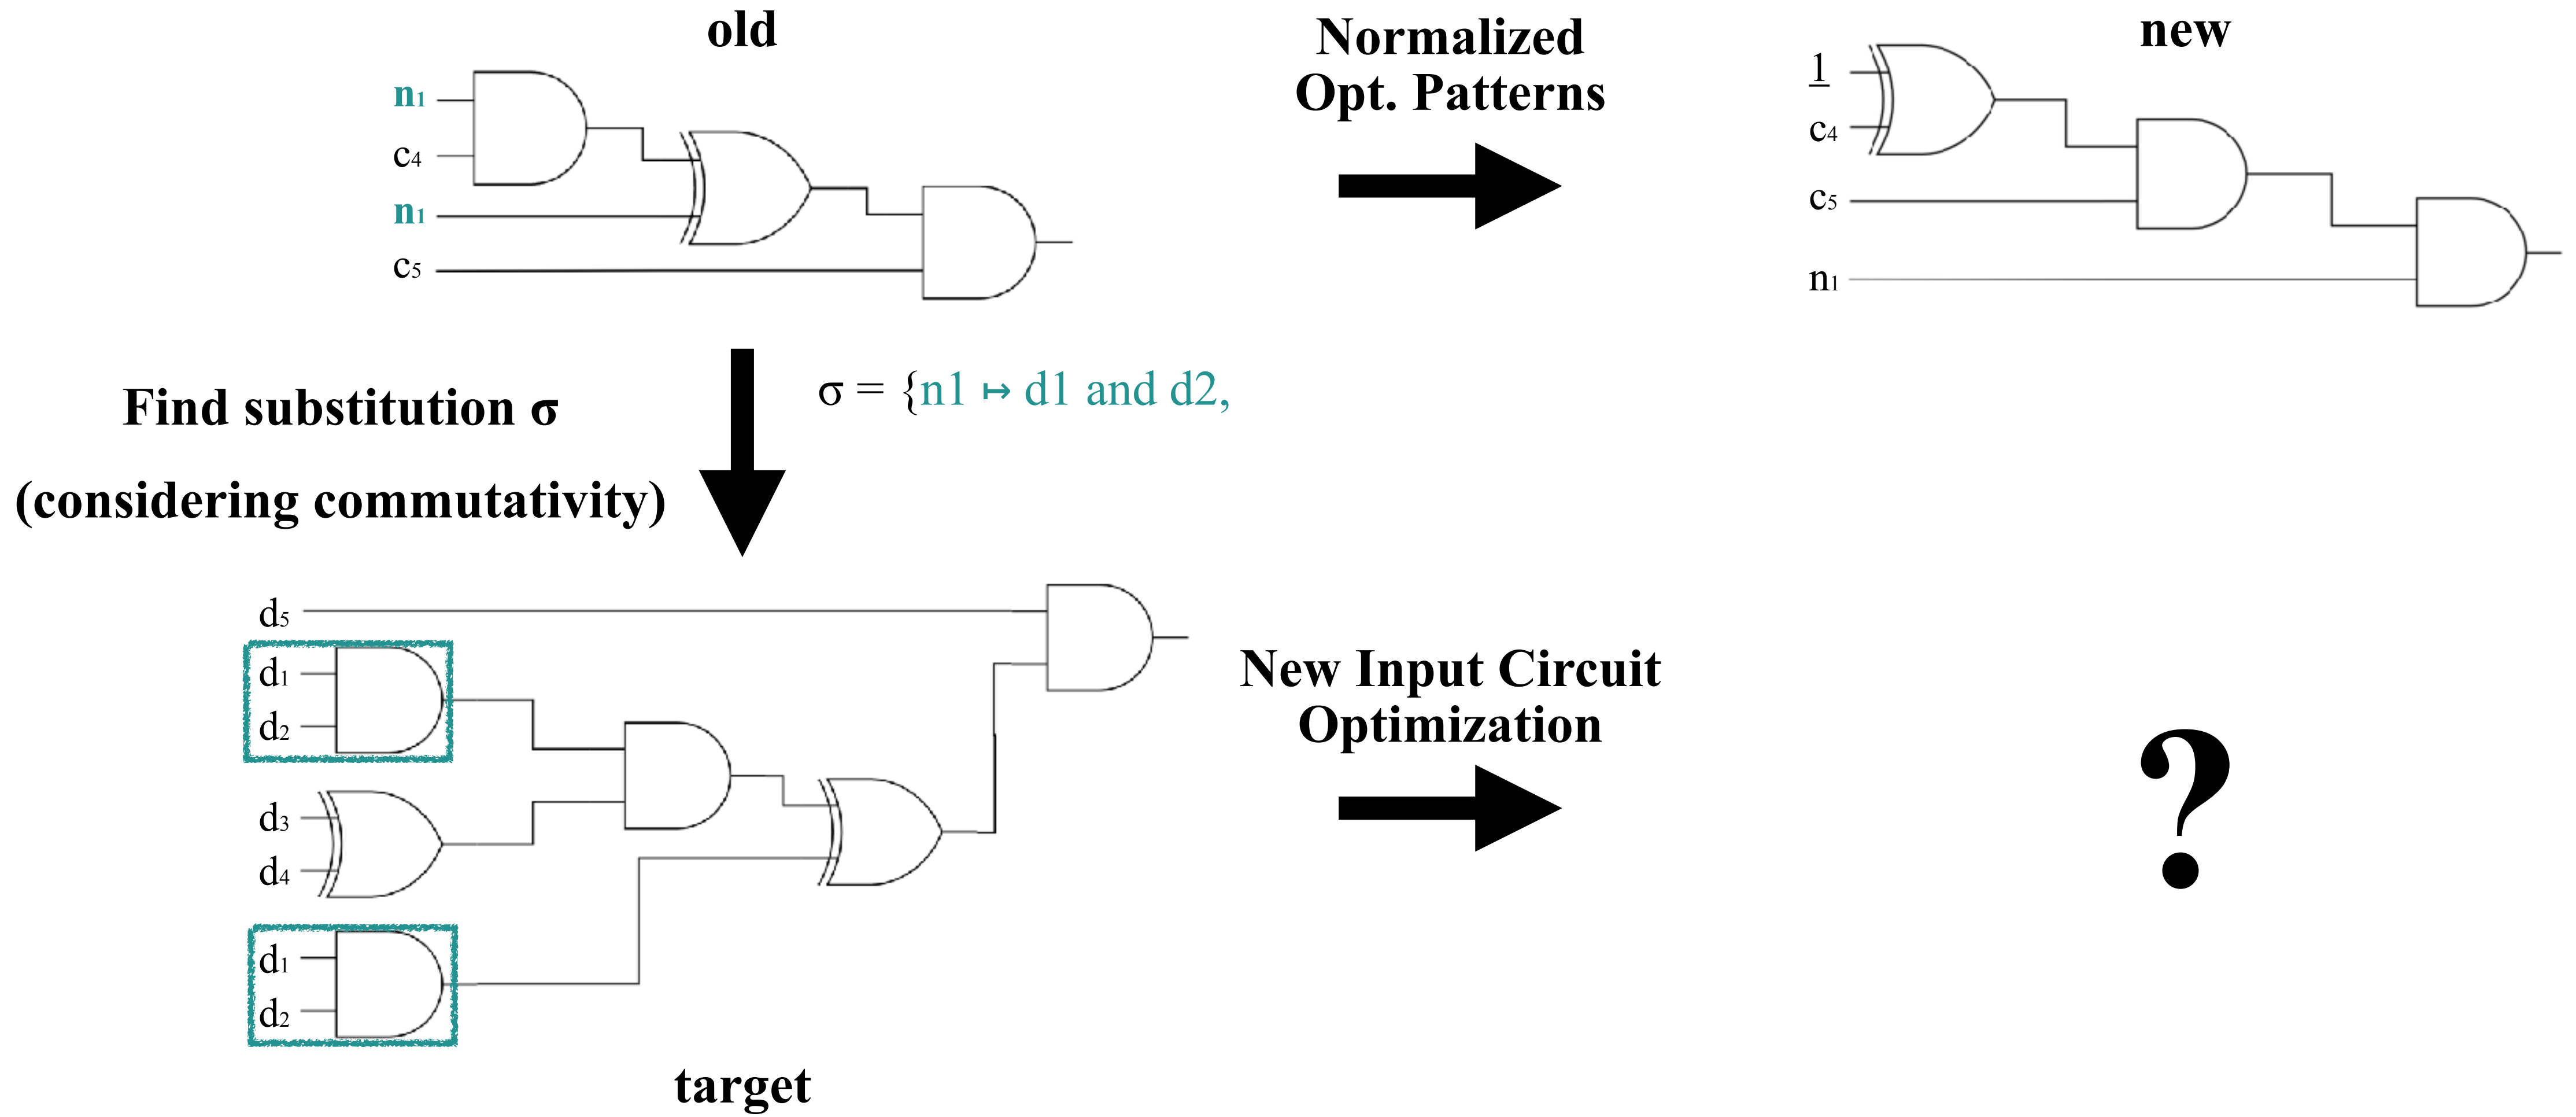 old
Normalized
Opt. Patterns
new
n1
c4
n1
c5
1
c4
c5
n1
Find substitution σ
(considering commutativity)
σ = {n1 ↦ d1 and d2,
d5
d1
d2
d3
d4
d1
d2
target
New Input Circuit
Optimization
?